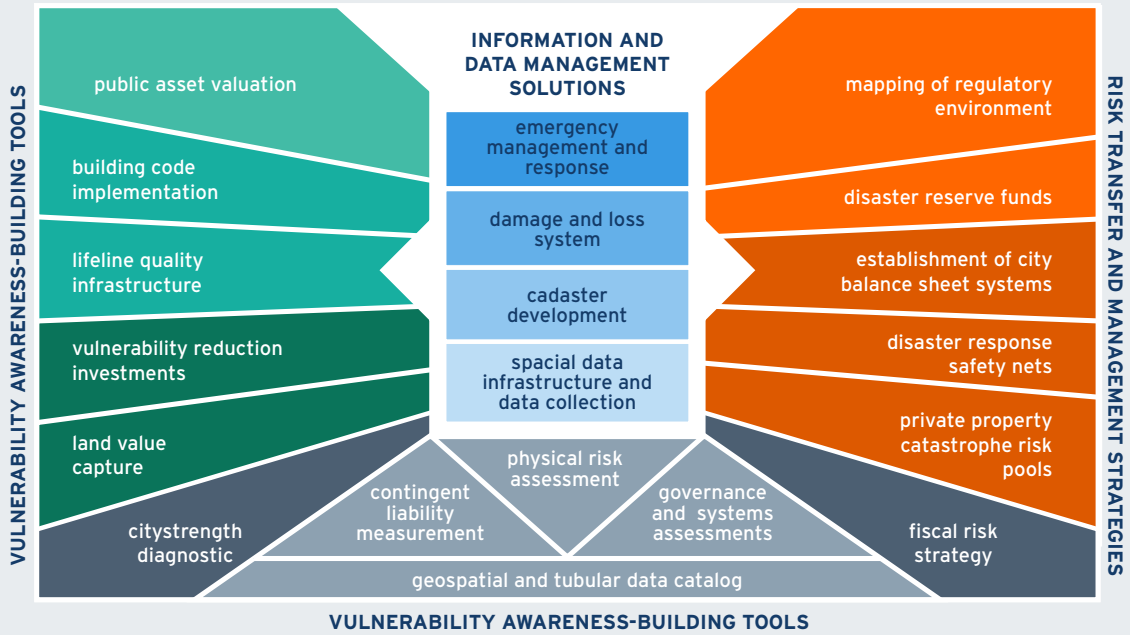 INFORMATION AND
DATA MANAGEMENT
SOLUTIONS
emergency
management and
response
damage and loss
system
cadaster
development
spacial data
infrastructure and
data collection
VULNERABILITY AWARENESS-BUILDING TOOLS
public asset valuation
building code
implementation
lifeline quality
infrastructure
vulnerability reduction
investments
land value
capture
citystrength
diagnostic
RISK TRANSFER AND MANAGEMENT STRATEGIES
mapping of regulatory
environment
disaster reserve funds
establishment of city
balance sheet systems
disaster response
safety nets
private property
catastrophe risk
pools
fiscal risk
strategy
contingent
liability
measurement
physical risk
assessment
governance
and systems
assessments
geospatial and tubular data catalog
VULNERABILITY AWARENESS-BUILDING TOOLS